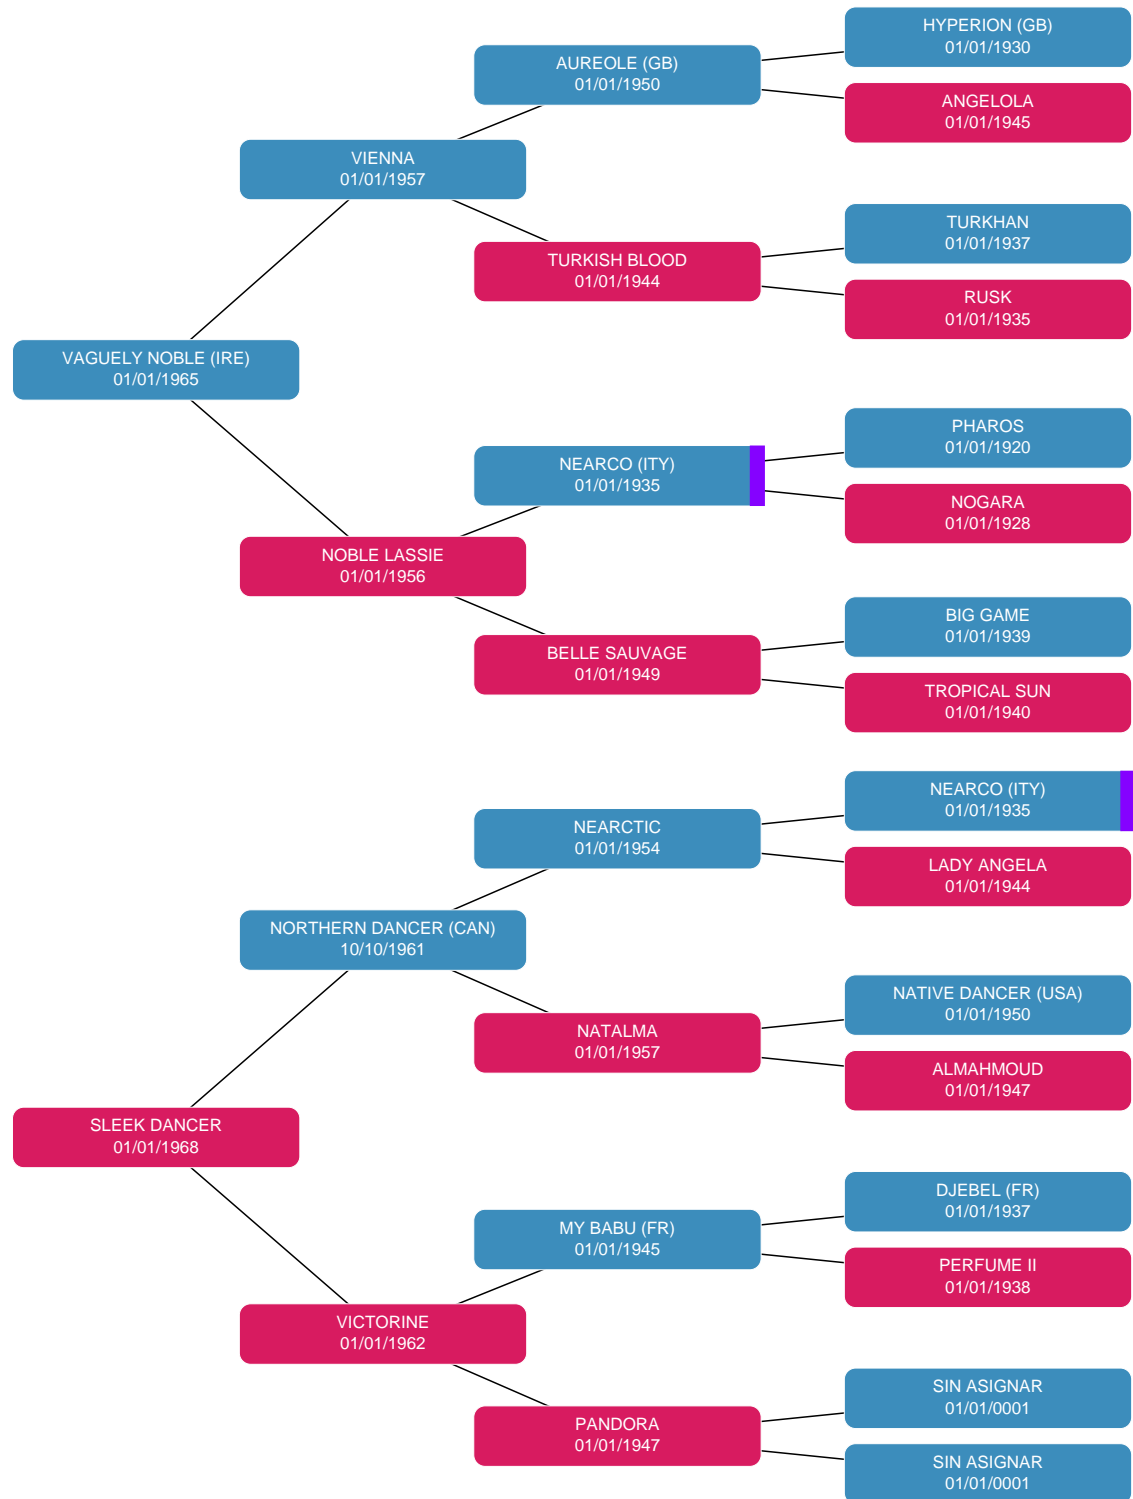 HYPERION (GB)
01/01/1930
AUREOLE (GB)
01/01/1950
ANGELOLA
01/01/1945
VIENNA
01/01/1957
TURKHAN
01/01/1937
TURKISH BLOOD
01/01/1944
RUSK
01/01/1935
VAGUELY NOBLE (IRE)
01/01/1965
PHAROS
01/01/1920
NEARCO (ITY)
01/01/1935
NOGARA
01/01/1928
NOBLE LASSIE
01/01/1956
BIG GAME
01/01/1939
BELLE SAUVAGE
01/01/1949
TROPICAL SUN
01/01/1940
NEARCO (ITY)
01/01/1935
NEARCTIC
01/01/1954
LADY ANGELA
01/01/1944
NORTHERN DANCER (CAN)
10/10/1961
NATIVE DANCER (USA)
01/01/1950
NATALMA
01/01/1957
ALMAHMOUD
01/01/1947
SLEEK DANCER
01/01/1968
DJEBEL (FR)
01/01/1937
MY BABU (FR)
01/01/1945
PERFUME II
01/01/1938
VICTORINE
01/01/1962
SIN ASIGNAR
01/01/0001
PANDORA
01/01/1947
SIN ASIGNAR
01/01/0001